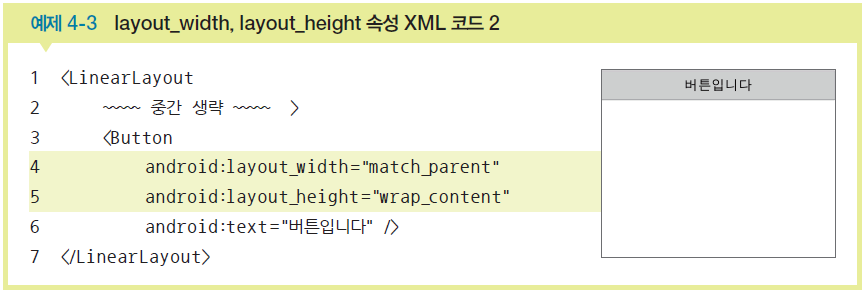 예제 4-3 layout_width, layout_height 속성 XML 코드 2
1 <LinearLayout
2 ~~~~ 중간 생략 ~~~~ >
3 <Button
4 android:layout_width="match_parent"
5 android:layout_height="wrap_content"
6 android:text="버튼입니다" />
7 </LinearLayout>
버튼입니다